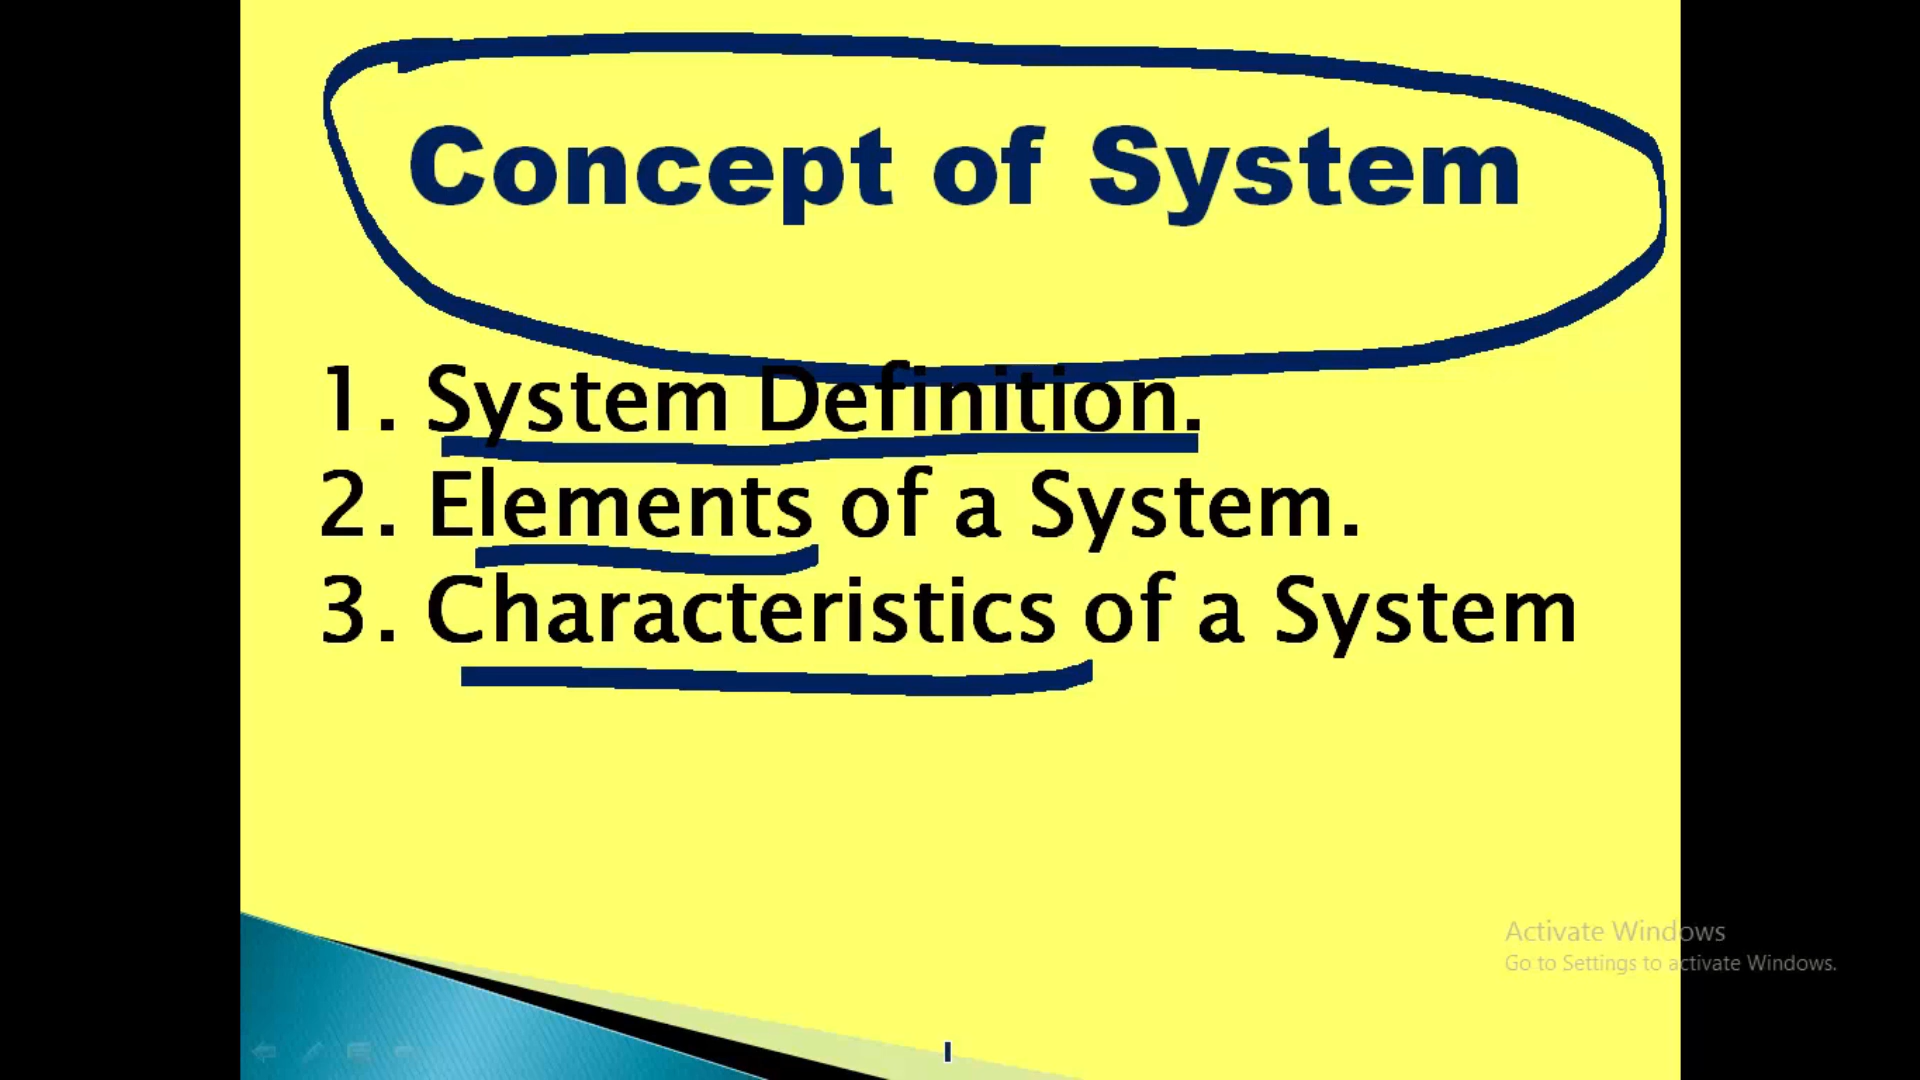 Concept of System
1. System Definition.
2. Elements of a System.
3. Characteristics of a System
Activate Windows
Go to Settings to activate Windows.